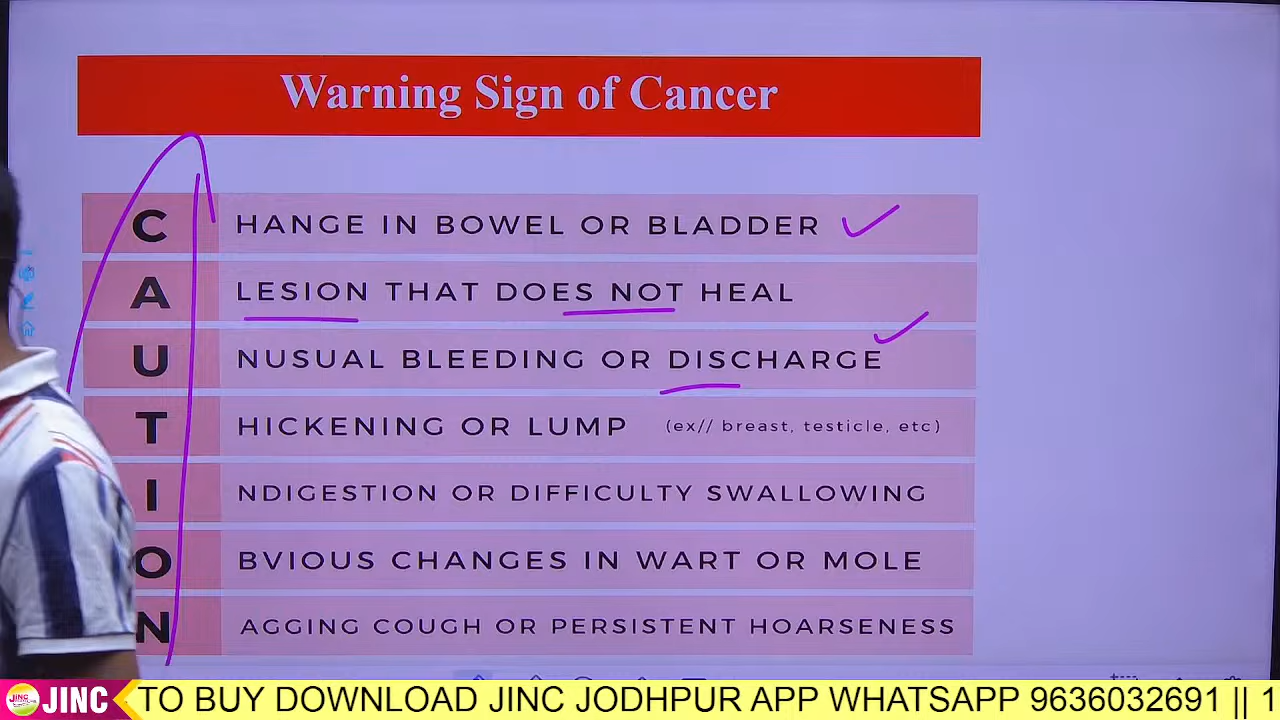 Warning Sign of Cancer
C HANGE IN BOWEL OR BLADDER
A LESION THAT DOES NOT HEAL
U NUSUAL BLEEDING OR DISCHARGE
T HICKENING OR LUMP (ex// breast, testicle, etc)
I NDIGESTION OR DIFFICULTY SWALLOWING
O BVIOUS CHANGES IN WART OR MOLE
N AGGING COUGH OR PERSISTENT HOARSENESS
JINC JINC TO BUY DOWNLOAD JINC JODHPUR APP WHATSAPP 9636032691 || 1